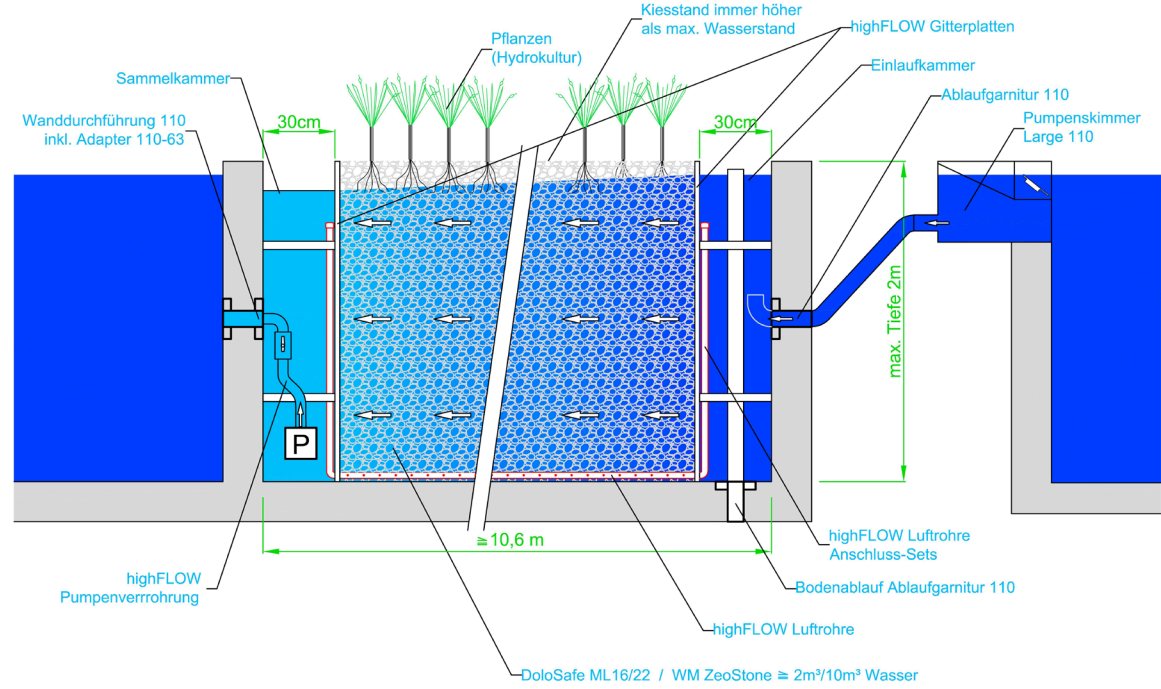 Kiesstand immer höher
als max. Wasserstand
highFLOW Gitterplatten
Pflanzen
(Hydrokultur)
Sammelkammer
Einlaufkammer
Ablaufgarnitur 110
Wanddurchführung 110
inkl. Adapter 110-63
30cm
30cm
Pumpenskimmer
Large 110
max. Tiefe 2m
P
≧10,6 m
highFLOW Luftrohre
Anschluss-Sets
highFLOW
Pumpenverrrohrung
Bodenablauf Ablaufgarnitur 110
highFLOW Luftrohre
DoloSafe ML16/22 / WM ZeoStone ≧ 2m³/10m³ Wasser